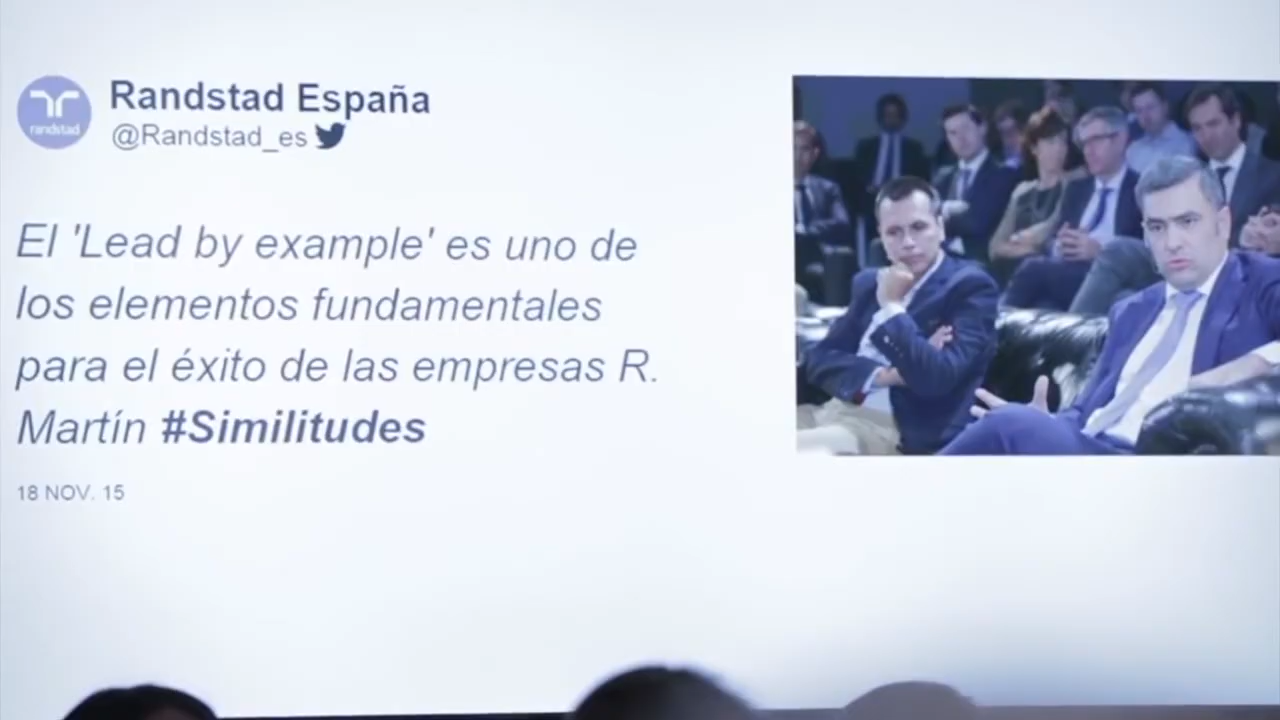 randstad
Randstad España
@Randstad_es
El 'Lead by example' es uno de
los elementos fundamentales
para el éxito de las empresas R.
Martín #Similitudes
18 NOV. 15